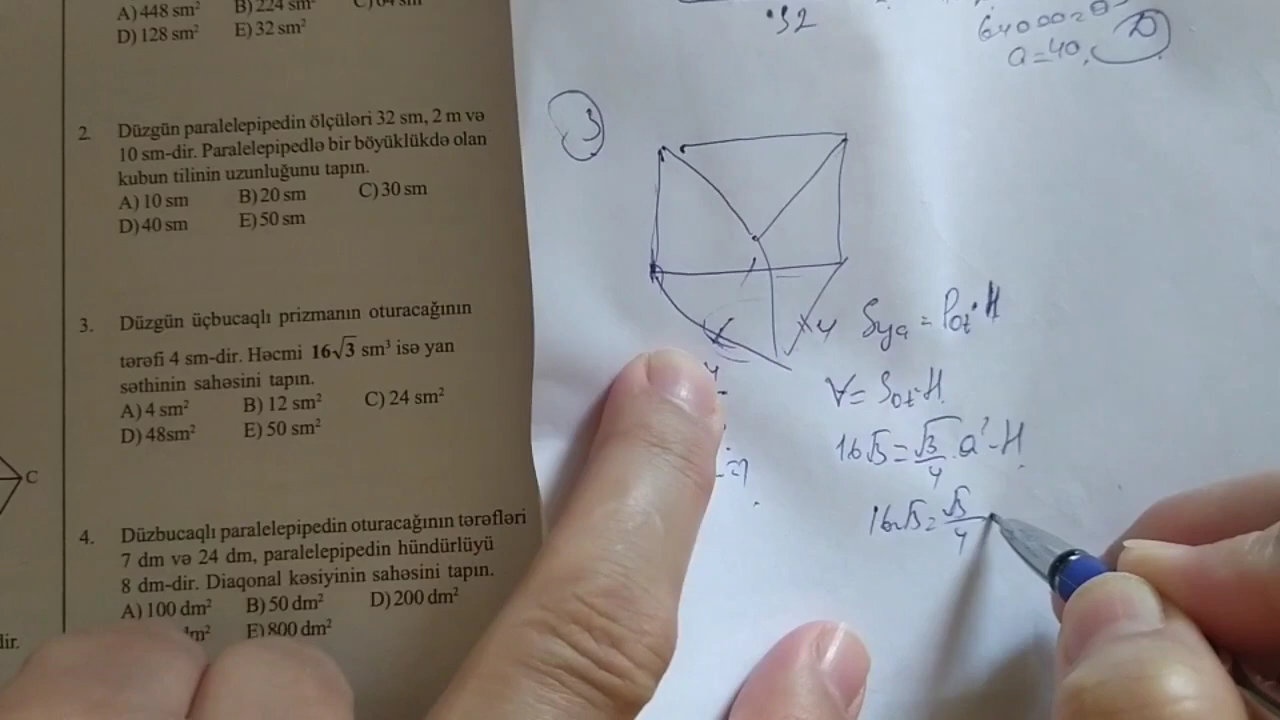 A) 448 sm² B) 224 sm²
D) 128 sm² E) 32 sm²
2. Düzgün paralelepipedin ölçüləri 32 sm, 2 m və
10 sm-dir. Paralelepipedlə bir böyüklükdə olan
kubun tilinin uzunluğunu tapın.
A) 10 sm B) 20 sm C) 30 sm
D) 40 sm E) 50 sm
3. Düzgün üçbucaqlı prizmanın oturacağının
tərəfi 4 sm-dir. Həcmi 16√3 sm³ isə yan
səthinin sahəsini tapın.
A) 4 sm² B) 12 sm² C) 24 sm²
D) 48sm² E) 50 sm²
C
4. Düzbucaqlı paralelepipedin oturacağının tərəfləri
7 dm və 24 dm, paralelepipedin hündürlüyü
8 dm-dir. Diaqonal kəsiyinin sahəsini tapın.
A) 100 dm² B) 50 dm² D) 200 dm²
E) 800 dm²
dir.
32
64000=
a=40 D
3
4
Sya = Pot·H
V = Sot·H
16√3 = √3/4 a²·H
16√3 = √3/4